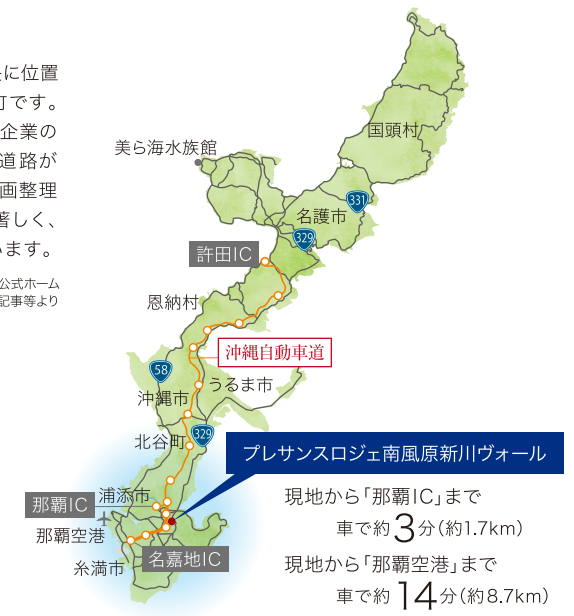 に位置
町です。
企業の
道路が
画整理
著しく、
います。
公式ホーム
記事等より
国頭村
美ら海水族館
331
名護市
329
許田IC
恩納村
沖縄自動車道
58
うるま市
沖縄市
北谷町
329
プレサンスロジェ南風原新川ヴォール
浦添市
那覇IC
現地から「那覇IC」まで
車で約3分(約1.7km)
那覇空港
名嘉地IC
糸満市
現地から「那覇空港」まで
車で約14分(約8.7km)